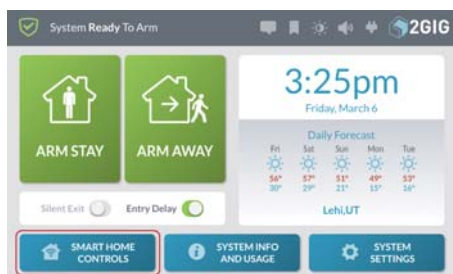 System Ready To Arm
2GIG
ARM STAY
ARM AWAY
Silent Exit
Entry Delay
3:25pm
Friday, March 6
Daily Forecast
Fri Sat Sun Mon Tue
56° 57° 51° 49° 53°
30° 29° 21° 15° 16°
Lehi,UT
SMART HOME
CONTROLS
SYSTEM INFO
AND USAGE
SYSTEM
SETTINGS